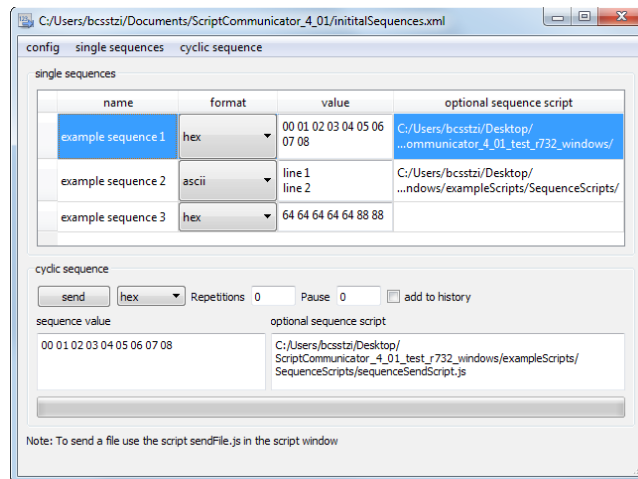 C:/Users/bcsstzi/Documents/ScriptCommunicator_4_01/inititalSequences.xml
config single sequences cyclic sequence
single sequences
name format value optional sequence script
example sequence 1 hex 00 01 02 03 04 05 06 07 08 C:/Users/bcsstzi/Desktop/ ...ommunicator_4_01_test_r732_windows/
example sequence 2 ascii line 1 line 2 C:/Users/bcsstzi/Desktop/ ...ndows/exampleScripts/SequenceScripts/
example sequence 3 hex 64 64 64 64 64 88 88
cyclic sequence
send hex Repetitions 0 Pause 0 add to history
sequence value optional sequence script
00 01 02 03 04 05 06 07 08 C:/Users/bcsstzi/Desktop/
ScriptCommunicator_4_01_test_r732_windows/exampleScripts/
SequenceScripts/sequenceSendScript.js
Note: To send a file use the script sendFile.js in the script window